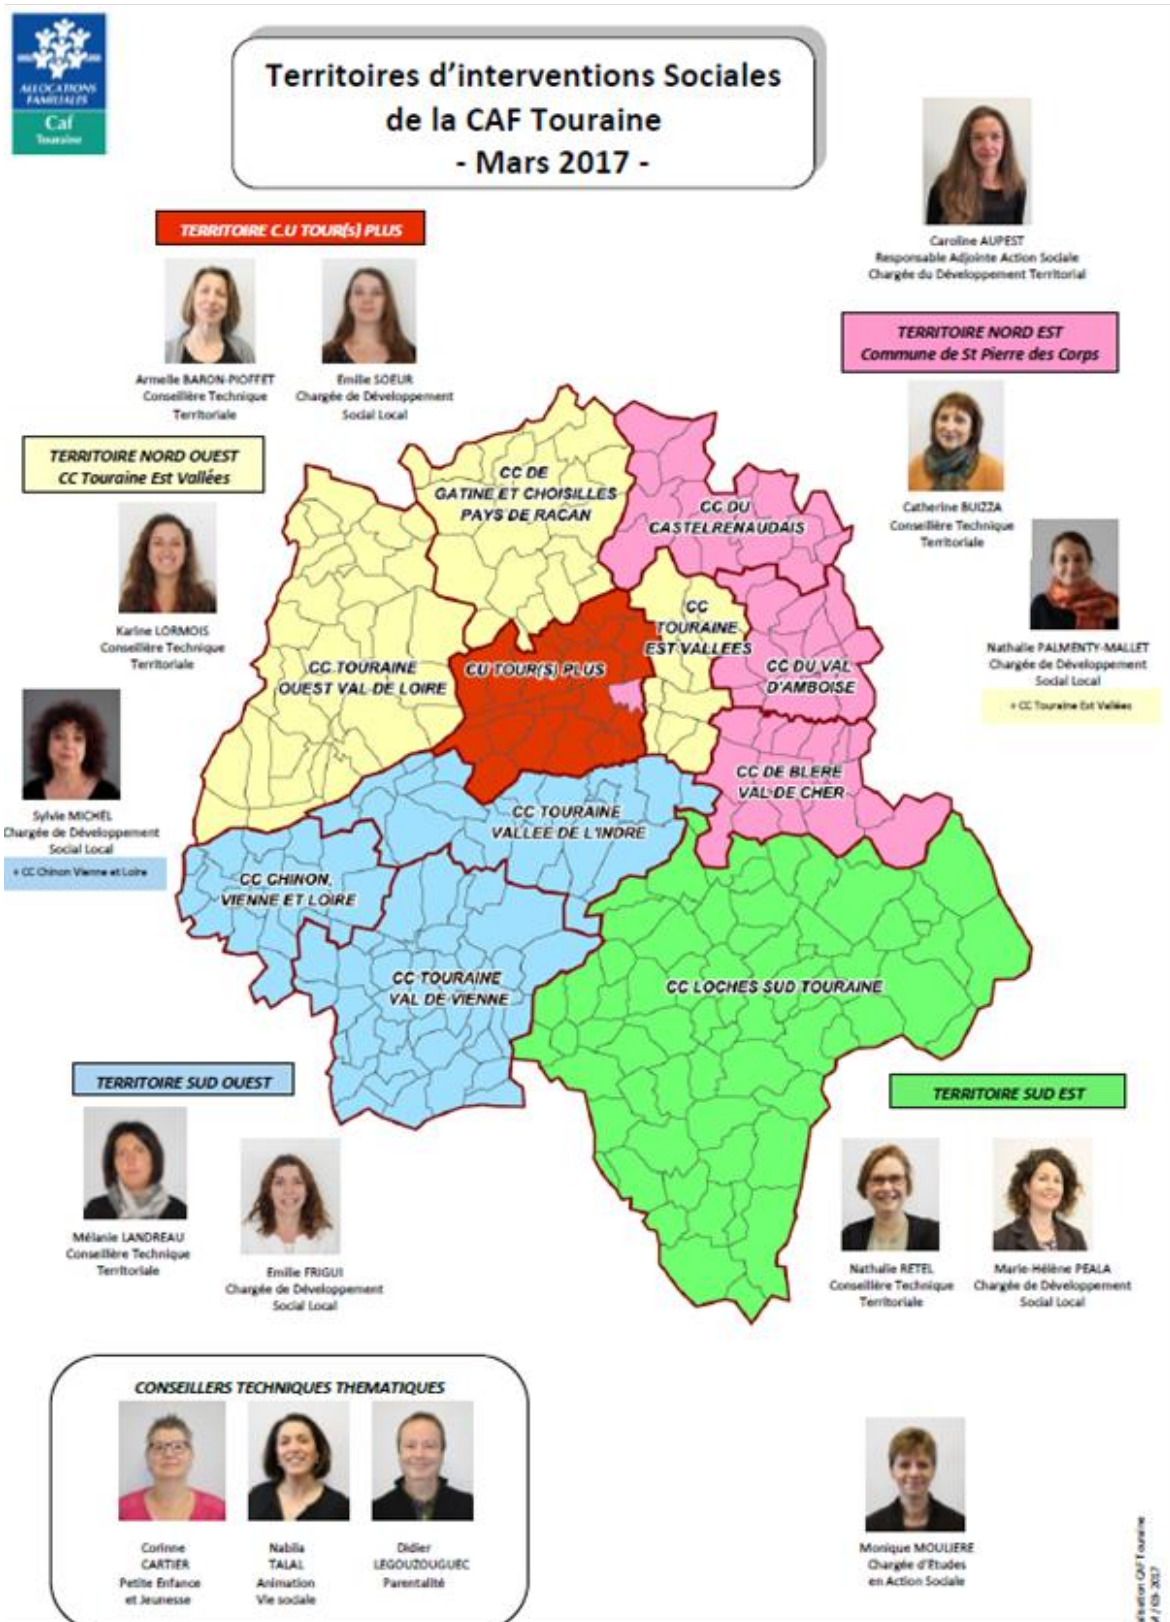 ALLOCATIONS
FAMILIALES
Caf
Touraine
Territoires d'interventions Sociales
de la CAF Touraine
- Mars 2017 -
Caroline AUPEST
Responsable Adjointe Action Sociale
Chargée du Développement Territorial
TERRITOIRE C.U TOUR(s) PLUS
Armelle BARON-PIOFFET
Conseillère Technique
Territoriale
Emilie SOEUR
Chargée de Développement
Social Local
TERRITOIRE NORD EST
Commune de St Pierre des Corps
Catherine BUIZZA
Conseillère Technique
Territoriale
Nathalie PALMENTY-MALLET
Chargée de Développement
Social Local
+ CC Touraine Est Vallées
TERRITOIRE NORD OUEST
CC Touraine Est Vallées
Karine LORMOIS
Conseillère Technique
Territoriale
Sylvie MICHEL
Chargée de Développement
Social Local
+ CC Chinon Vienne et Loire
CC DE
GATINE ET CHOISILLES
PAYS DE RACAN
CC DU
CASTELRENAUDAIS
CC
TOURAINE
EST VALLEES
CC TOURAINE
OUEST VAL DE LOIRE
CU TOUR(S) PLUS
CC DU VAL
D'AMBOISE
CC DE BLERE
VAL DE CHER
CC TOURAINE
VALLEE DE L'INDRE
CC CHINON,
VIENNE ET LOIRE
CC TOURAINE
VAL DE VIENNE
CC LOCHES SUD TOURAINE
TERRITOIRE SUD OUEST
Mélanie LANDREAU
Conseillère Technique
Territoriale
Emilie FRIGUI
Chargée de Développement
Social Local
TERRITOIRE SUD EST
Nathalie RETEL
Conseillère Technique
Territoriale
Marie-Hélène PEALA
Chargée de Développement
Social Local
CONSEILLERS TECHNIQUES THEMATIQUES
Corinne
CARTIER
Petite Enfance
et Jeunesse
Nabila
TALAL
Animation
Vie sociale
Didier
LEGOUZOUGUEC
Parentalité
Monique MOULIERE
Chargée d'Etudes
en Action Sociale
CAF Touraine